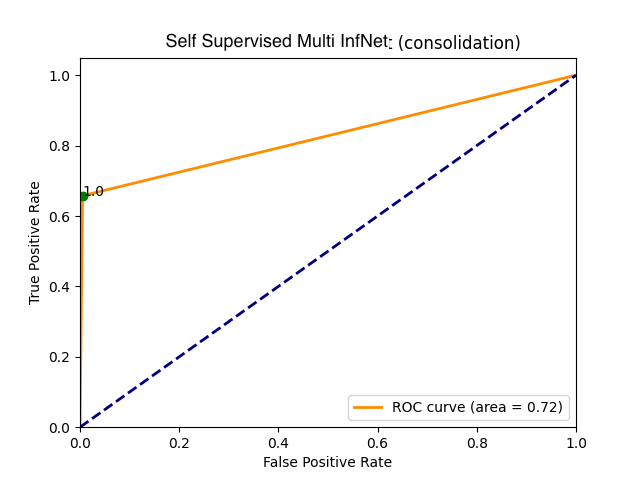 Self Supervised Multi InfNet: (consolidation)
1.0
0.8
0.6
0.4
0.2
0.0
True Positive Rate
1.0
ROC curve (area = 0.72)
0.0 0.2 0.4 0.6 0.8 1.0
False Positive Rate